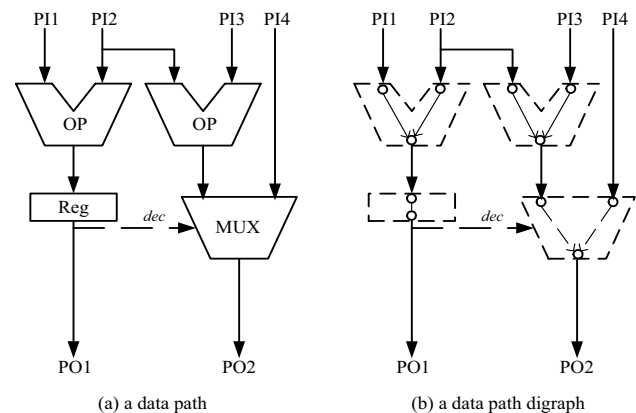 PI1 PI2 PI3 PI4 PI1 PI2 PI3 PI4
OP OP
Reg dec MUX dec
PO1 PO2 PO1 PO2
(a) a data path (b) a data path digraph